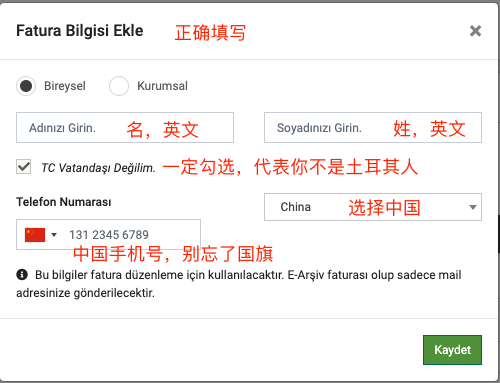 Fatura Bilgisi Ekle 正确填写 ×
Bireysel Kurumsal
Adınızı Girin. 名，英文 Soyadınızı Girin. 姓，英文
TC Vatandaşı Değilim. 一定勾选，代表你不是土耳其人
Telefon Numarası China 选择中国
131 2345 6789
中国手机号，别忘了国旗
Bu bilgiler fatura düzenleme için kullanılacaktır. E-Arşiv faturası olup sadece mail
adresinize gönderilecektir.
Kaydet